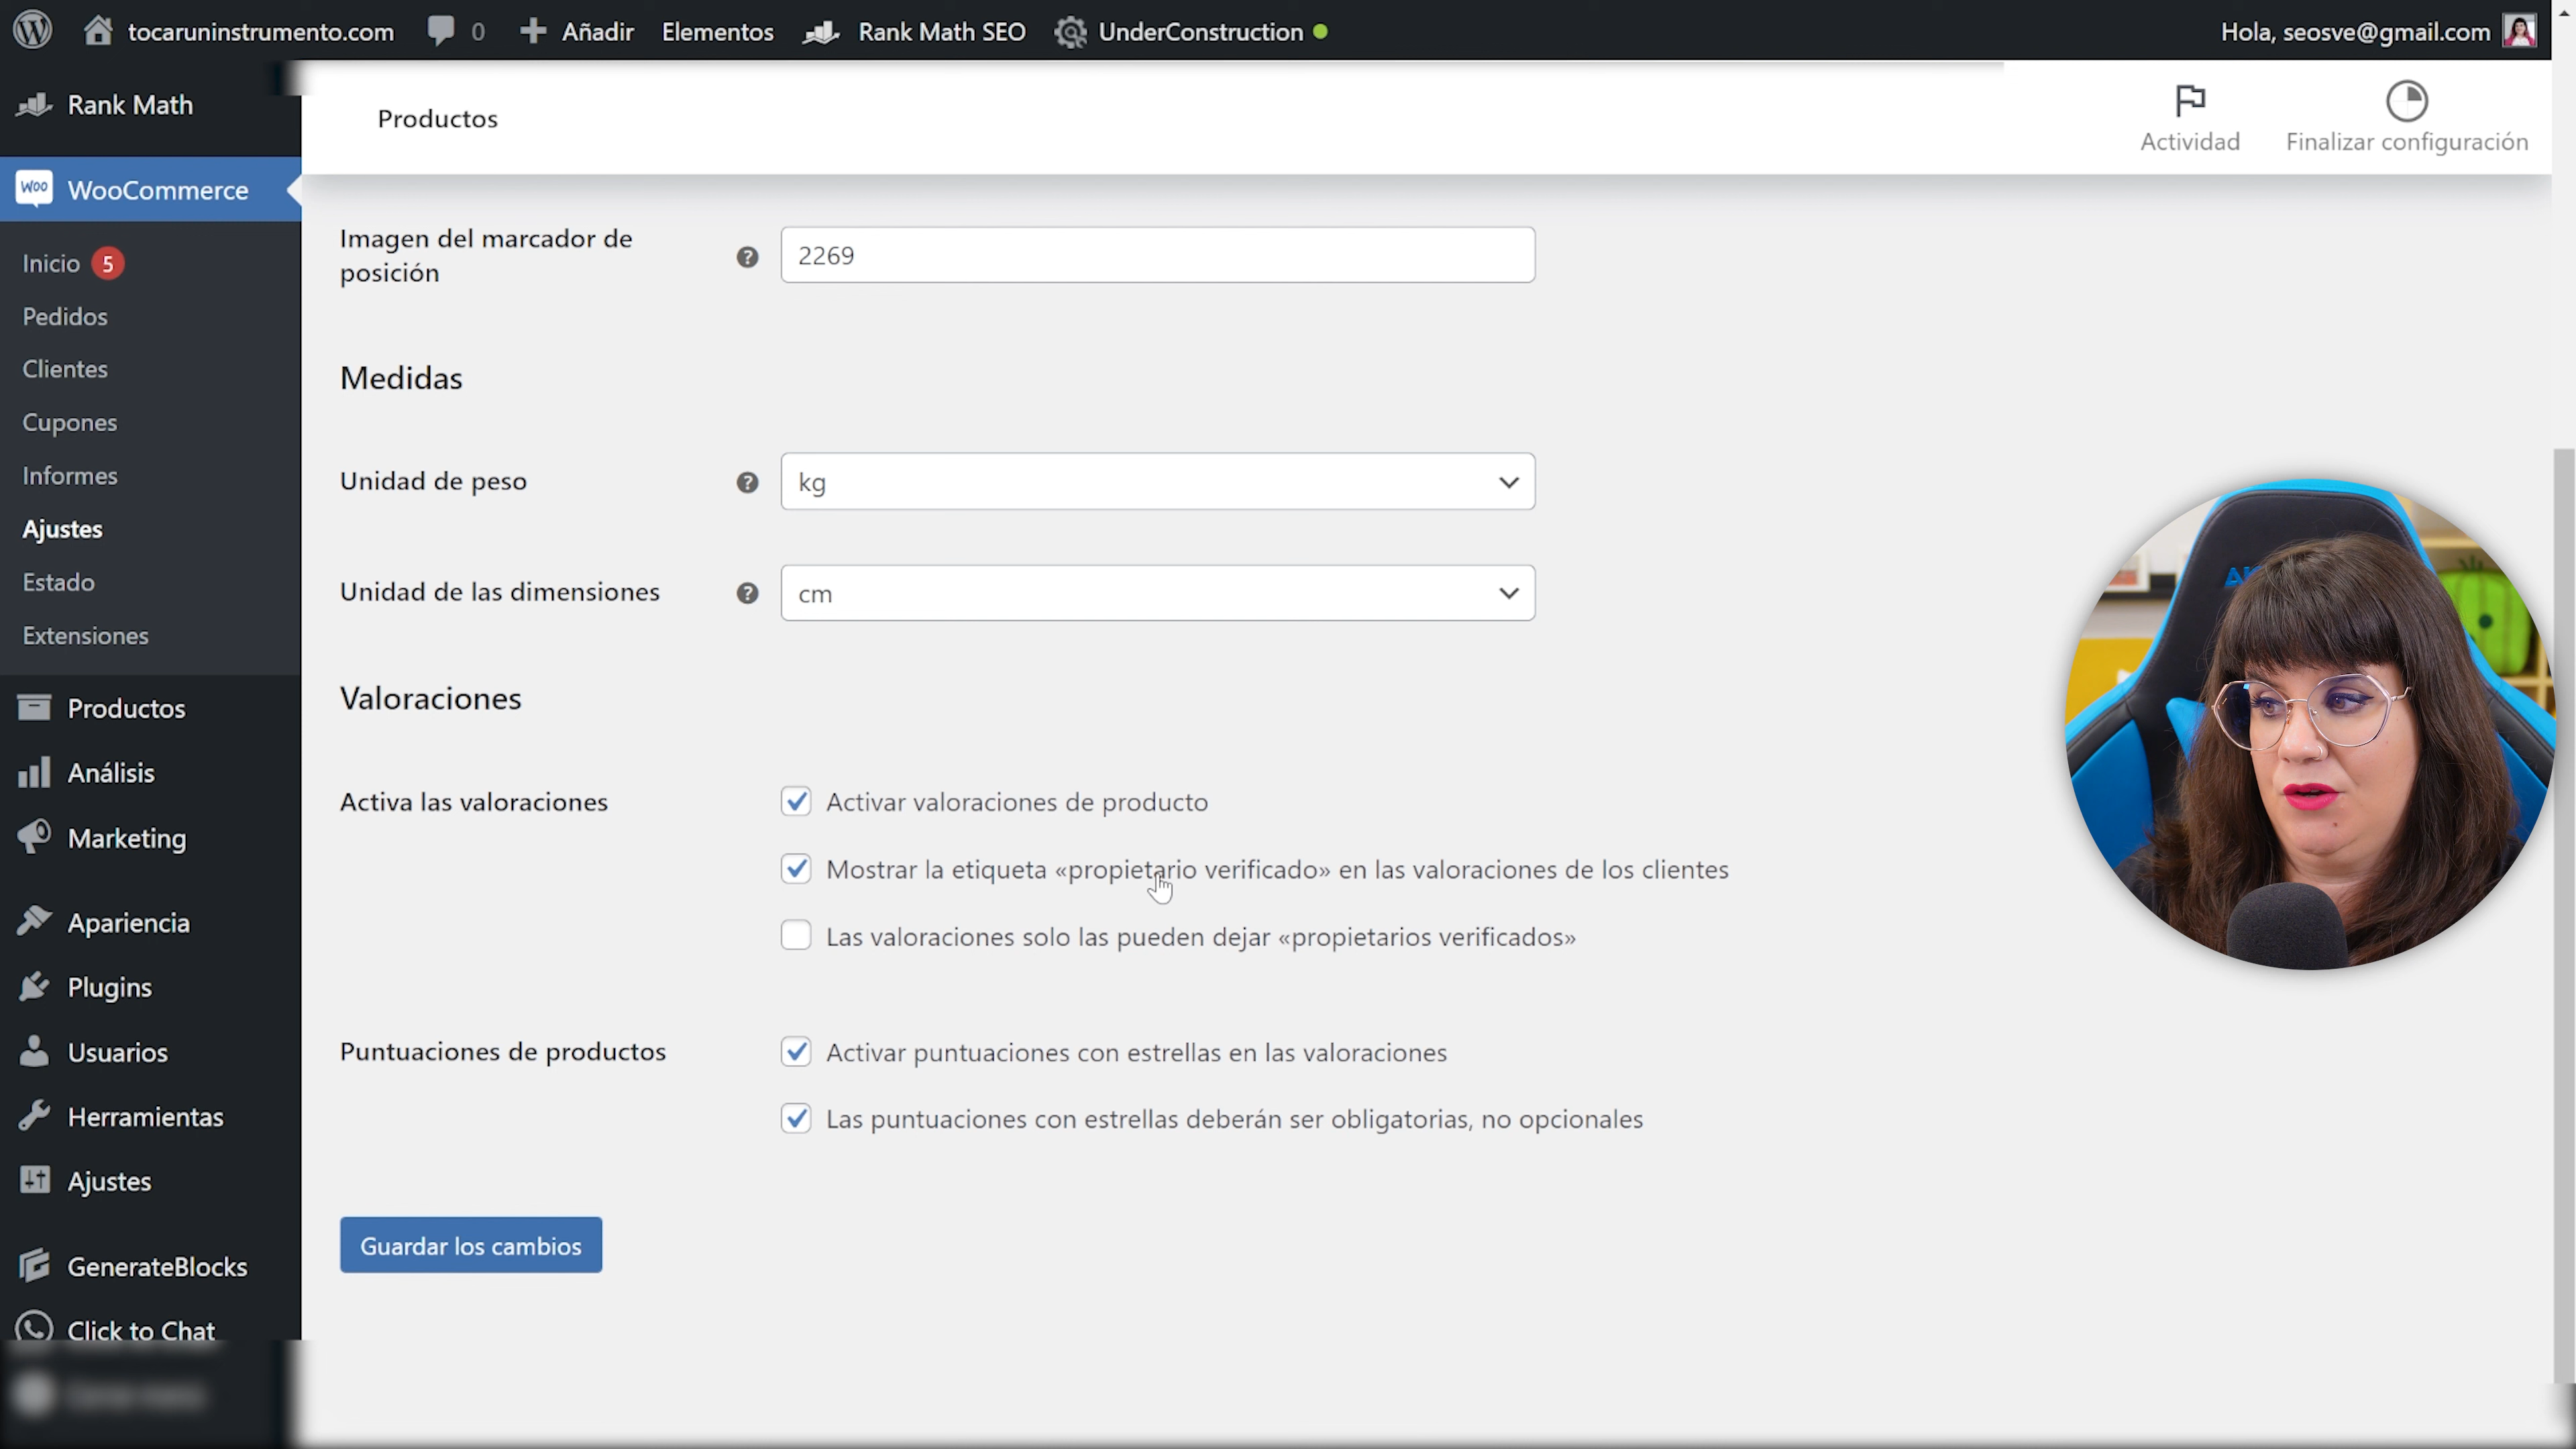 tocaruninstrumento.com 0 Añadir Elementos Rank Math SEO UnderConstruction Hola, seosve@gmail.com
Rank Math
WooCommerce
Inicio 5
Pedidos
Clientes
Cupones
Informes
Ajustes
Estado
Extensiones
Productos
Análisis
Marketing
Apariencia
Plugins
Usuarios
Herramientas
Ajustes
GenerateBlocks
Click to Chat
Productos
Actividad
Finalizar configuración
Imagen del marcador de
posición
2269
Medidas
Unidad de peso
kg
Unidad de las dimensiones
cm
Valoraciones
Activa las valoraciones
Activar valoraciones de producto
Mostrar la etiqueta «propietario verificado» en las valoraciones de los clientes
Las valoraciones solo las pueden dejar «propietarios verificados»
Puntuaciones de productos
Activar puntuaciones con estrellas en las valoraciones
Las puntuaciones con estrellas deberán ser obligatorias, no opcionales
Guardar los cambios